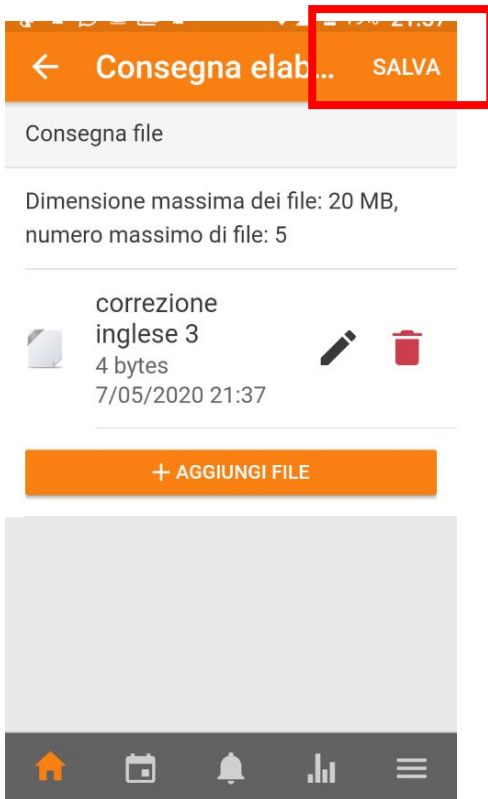 Consegna elab... SALVA
Consegna file
Dimensione massima dei file: 20 MB,
numero massimo di file: 5
correzione
inglese 3
4 bytes
7/05/2020 21:37
+ AGGIUNGI FILE